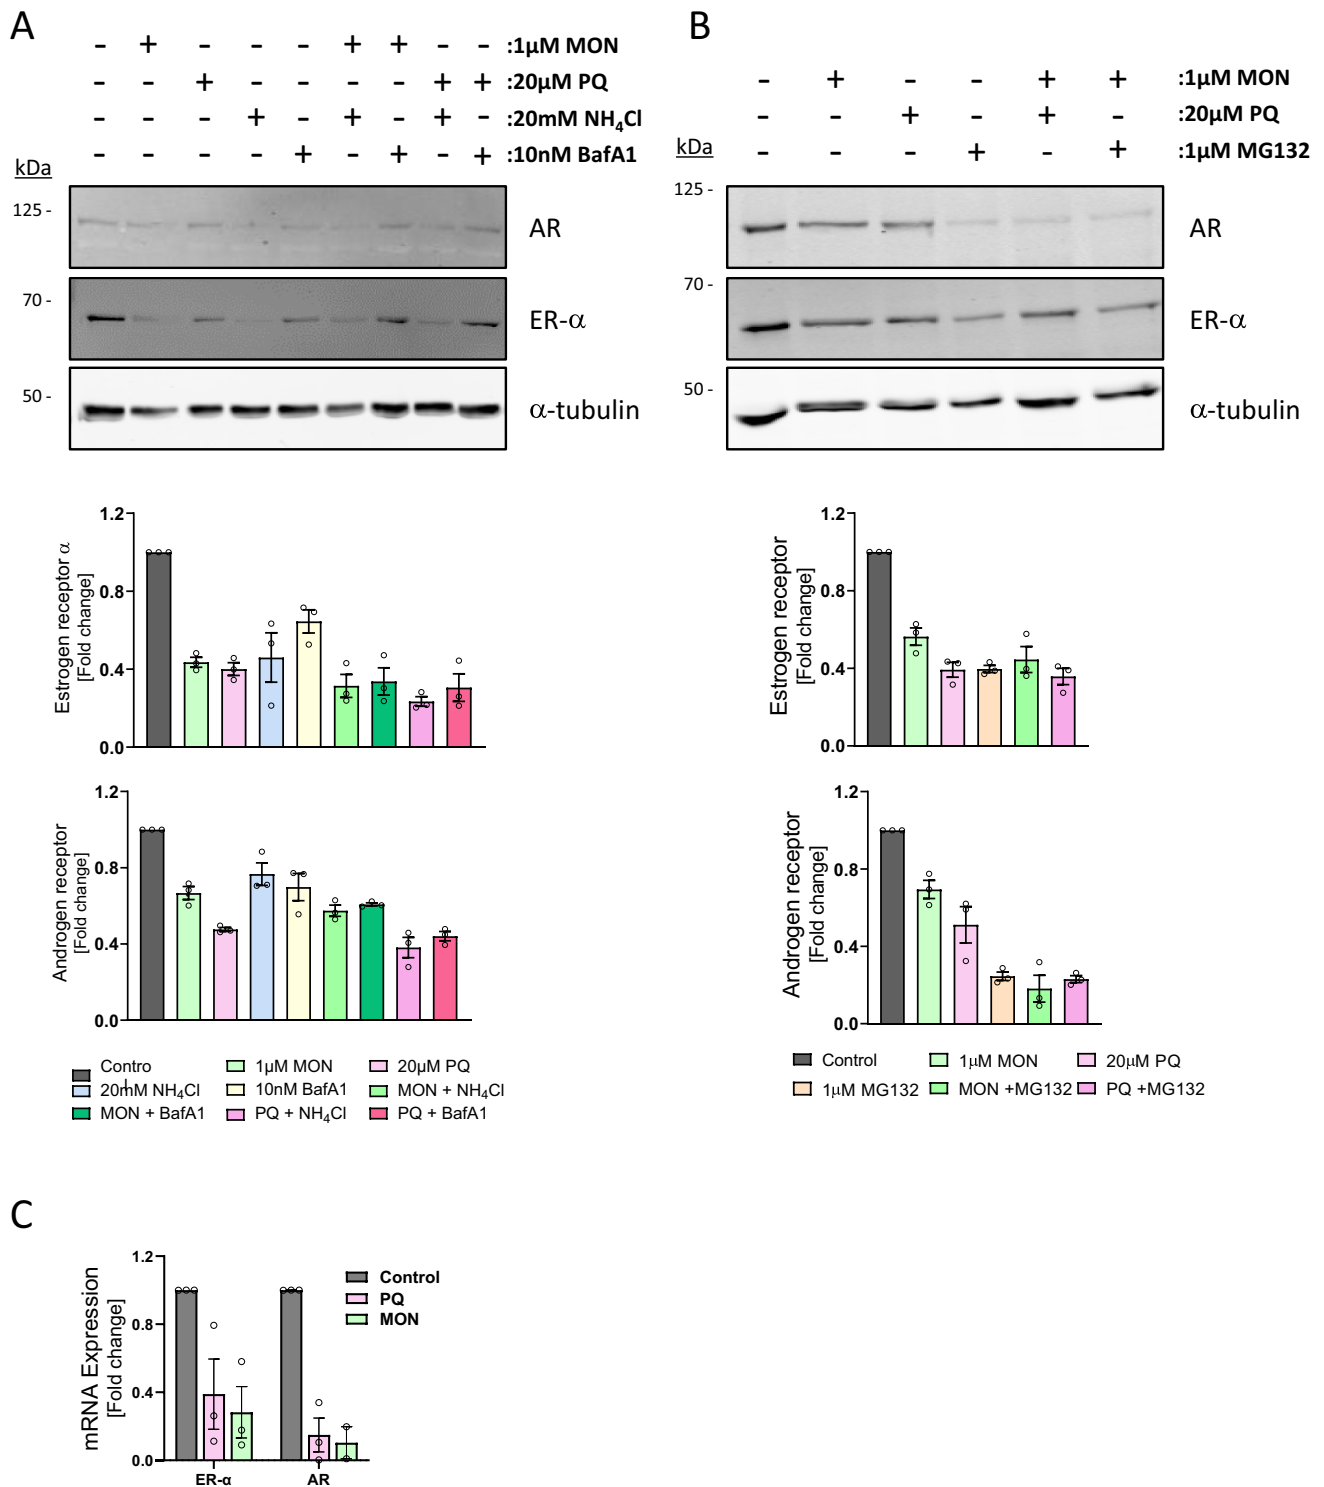 A
- + - - - + + - - :1µM MON
- - + - - - - + + :20µM PQ
- - - + - + - + - :20mM NH4Cl
- - - - + - + - + :10nM BafA1
kDa
125 -
AR
70 -
ER-α
50 -
α-tubulin
B
- + - - + + :1µM MON
- - + - + - :20µM PQ
- - - + - + :1µM MG132
kDa
125 -
AR
70 -
ER-α
50 -
α-tubulin
Estrogen receptor α
[Fold change]
1.2
0.8
0.4
0.0
Estrogen receptor
[Fold change]
1.2
0.8
0.4
0.0
Androgen receptor
[Fold change]
1.2
0.8
0.4
0.0
Androgen receptor
[Fold change]
1.2
0.8
0.4
0.0
Control
1µM MON
20µM PQ
20mM NH4Cl
10nM BafA1
MON + NH4Cl
MON + BafA1
PQ + NH4Cl
PQ + BafA1
Control
1µM MON
20µM PQ
1µM MG132
MON +MG132
PQ +MG132
C
mRNA Expression
[Fold change]
1.2
0.8
0.4
0.0
ER-α
AR
Control
PQ
MON